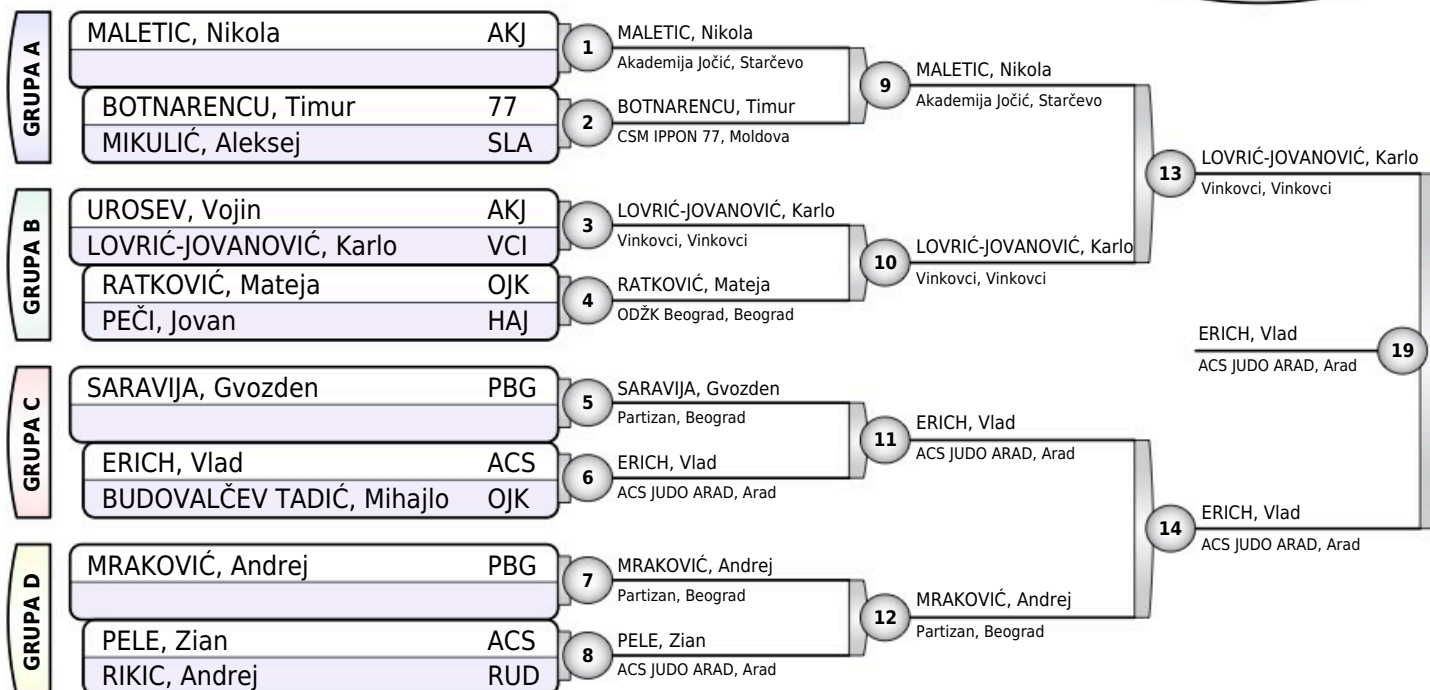 GRUPA A
MALETIC, Nikola AKJ
BOTNARENCU, Timur 77
MIKULIĆ, Aleksej SLA
1
MALETIC, Nikola
Akademija Jočić, Starčevo
2
BOTNARENCU, Timur
CSM IPPON 77, Moldova
9
MALETIC, Nikola
Akademija Jočić, Starčevo
GRUPA B
UROSEV, Vojin AKJ
LOVRIĆ-JOVANOVIĆ, Karlo VCI
RATKOVIĆ, Mateja OJK
PEČI, Jovan HAJ
3
LOVRIĆ-JOVANOVIĆ, Karlo
Vinkovci, Vinkovci
4
RATKOVIĆ, Mateja
ODŽK Beograd, Beograd
10
LOVRIĆ-JOVANOVIĆ, Karlo
Vinkovci, Vinkovci
13
LOVRIĆ-JOVANOVIĆ, Karlo
Vinkovci, Vinkovci
GRUPA C
SARAVIJA, Gvozden PBG
ERICH, Vlad ACS
BUDOVALČEV TADIĆ, Mihajlo OJK
5
SARAVIJA, Gvozden
Partizan, Beograd
6
ERICH, Vlad
ACS JUDO ARAD, Arad
11
ERICH, Vlad
ACS JUDO ARAD, Arad
GRUPA D
MRAKOVIĆ, Andrej PBG
PELE, Zian ACS
RIKIC, Andrej RUD
7
MRAKOVIĆ, Andrej
Partizan, Beograd
8
PELE, Zian
ACS JUDO ARAD, Arad
12
MRAKOVIĆ, Andrej
Partizan, Beograd
14
ERICH, Vlad
ACS JUDO ARAD, Arad
ERICH, Vlad
ACS JUDO ARAD, Arad
19